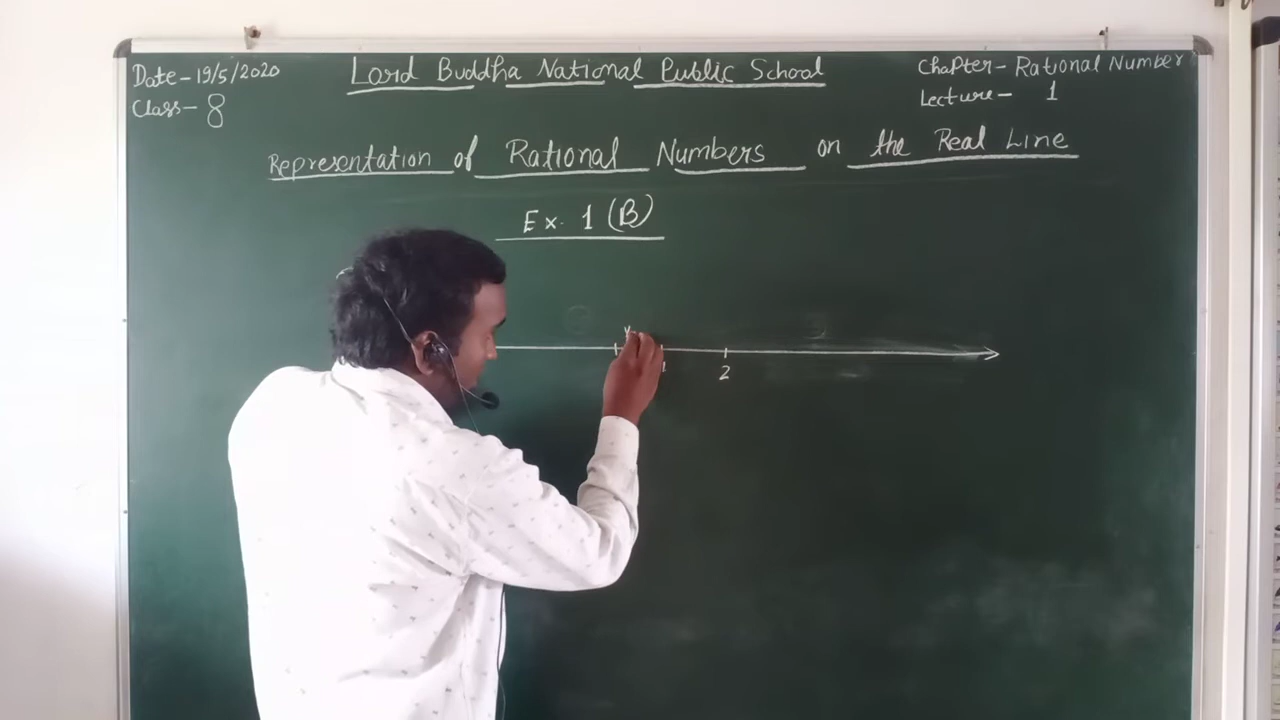 Date-19/5/2020
Class-8
Lord Buddha National Public School
Chapter-Rational Number
Lecture-1
Representation of Rational Numbers on the Real Line
Ex. 1 (B)
1 2